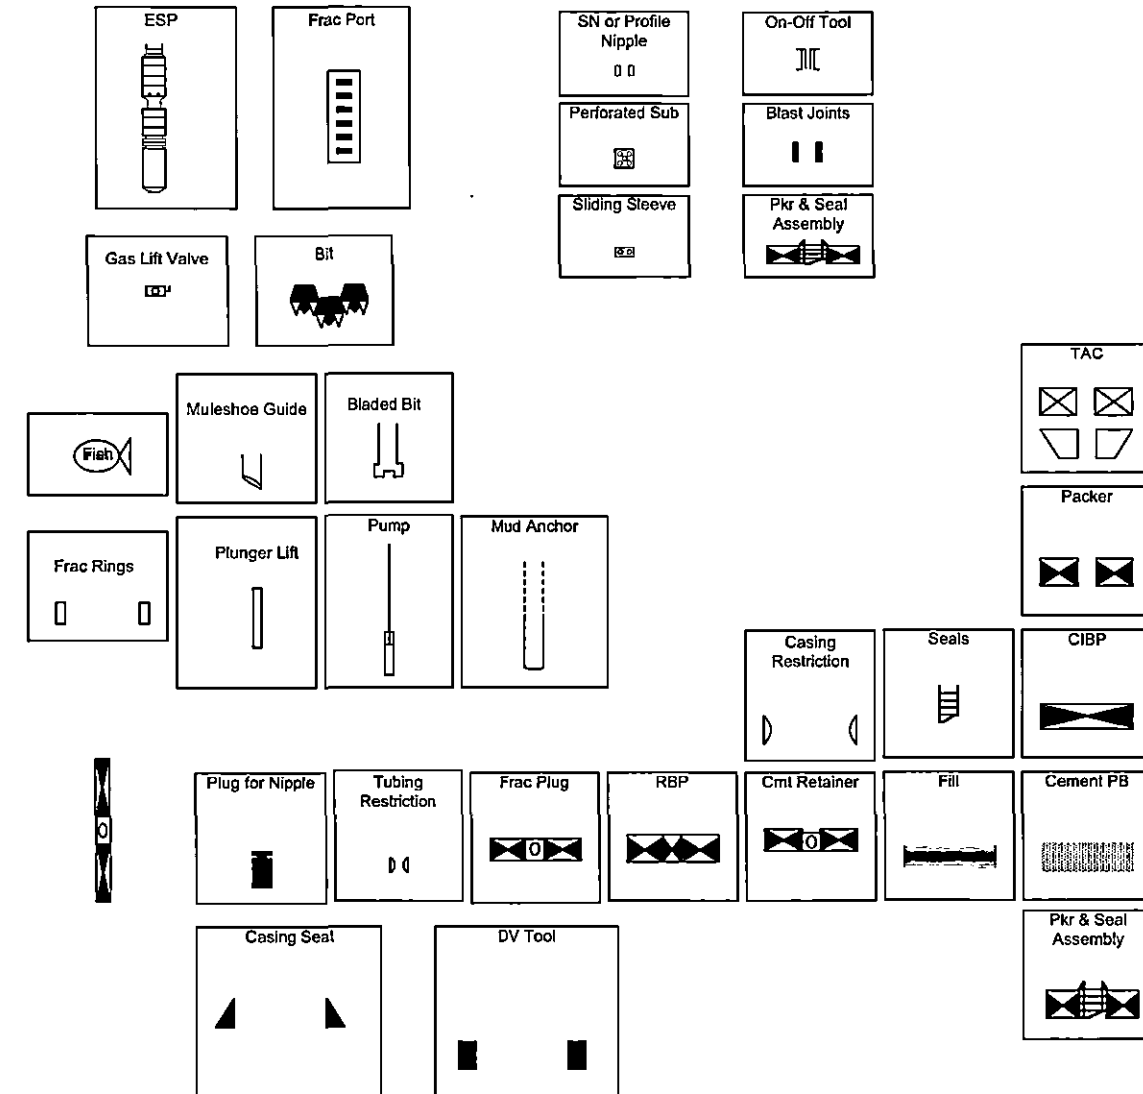 ESP
Frac Port
SN or Profile
Nipple
On-Off Tool
Perforated Sub
Blast Joints
Sliding Sleeve
Pkr & Seal
Assembly
Gas Lift Valve
Bit
TAC
Muleshoe Guide
Bladed Bit
Fish
Packer
Frac Rings
Plunger Lift
Pump
Mud Anchor
Casing
Restriction
Seals
CIBP
Plug for Nipple
Tubing
Restriction
Frac Plug
RBP
Cmt Retainer
Fill
Cement PB
Casing Seat
DV Tool
Pkr & Seal
Assembly